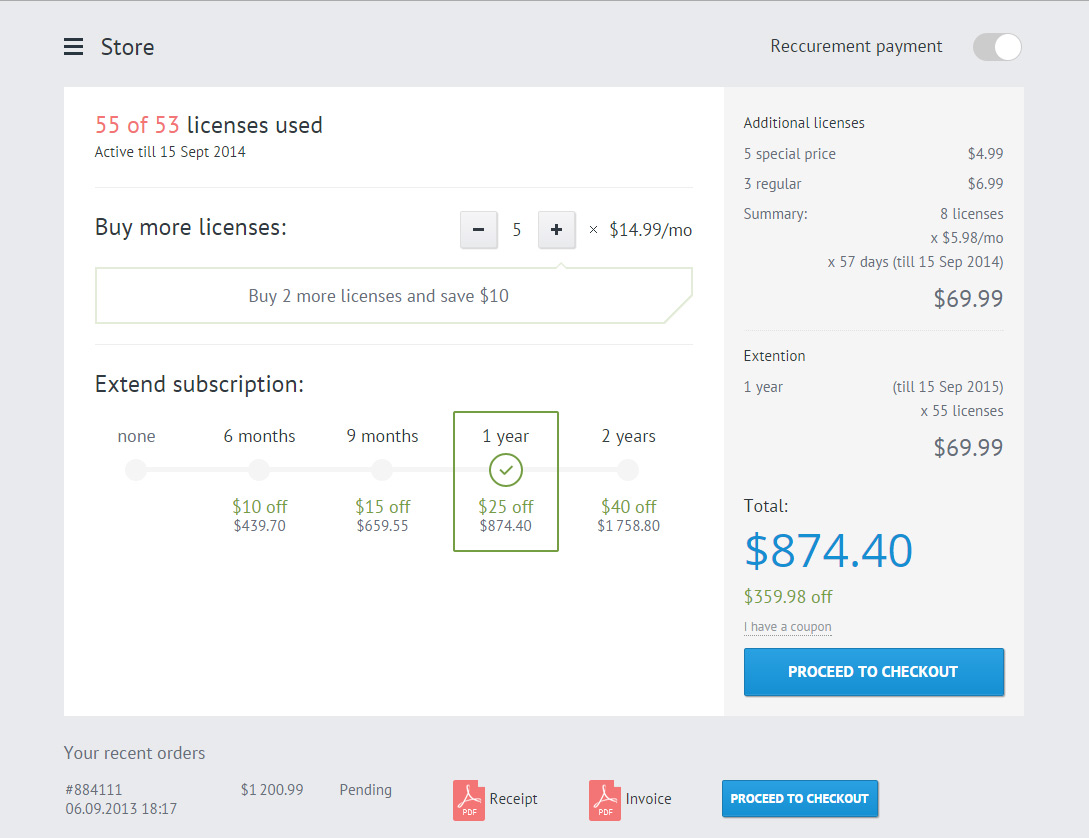 Store
Reccurement payment
55 of 53 licenses used
Active till 15 Sept 2014
Buy more licenses:
5 × $14.99/mo
Buy 2 more licenses and save $10
Extend subscription:
none 6 months 9 months 1 year 2 years
$10 off $15 off $25 off $40 off
$439.70 $659.55 $874.40 $1 758.80
Additional licenses
5 special price $4.99
3 regular $6.99
Summary: 8 licenses
x $5.98/mo
x 57 days (till 15 Sep 2014)
$69.99
Extention
1 year (till 15 Sep 2015)
x 55 licenses
$69.99
Total:
$874.40
$359.98 off
I have a coupon
PROCEED TO CHECKOUT
Your recent orders
#884111 $1 200.99 Pending PDF Receipt PDF Invoice PROCEED TO CHECKOUT
06.09.2013 18:17